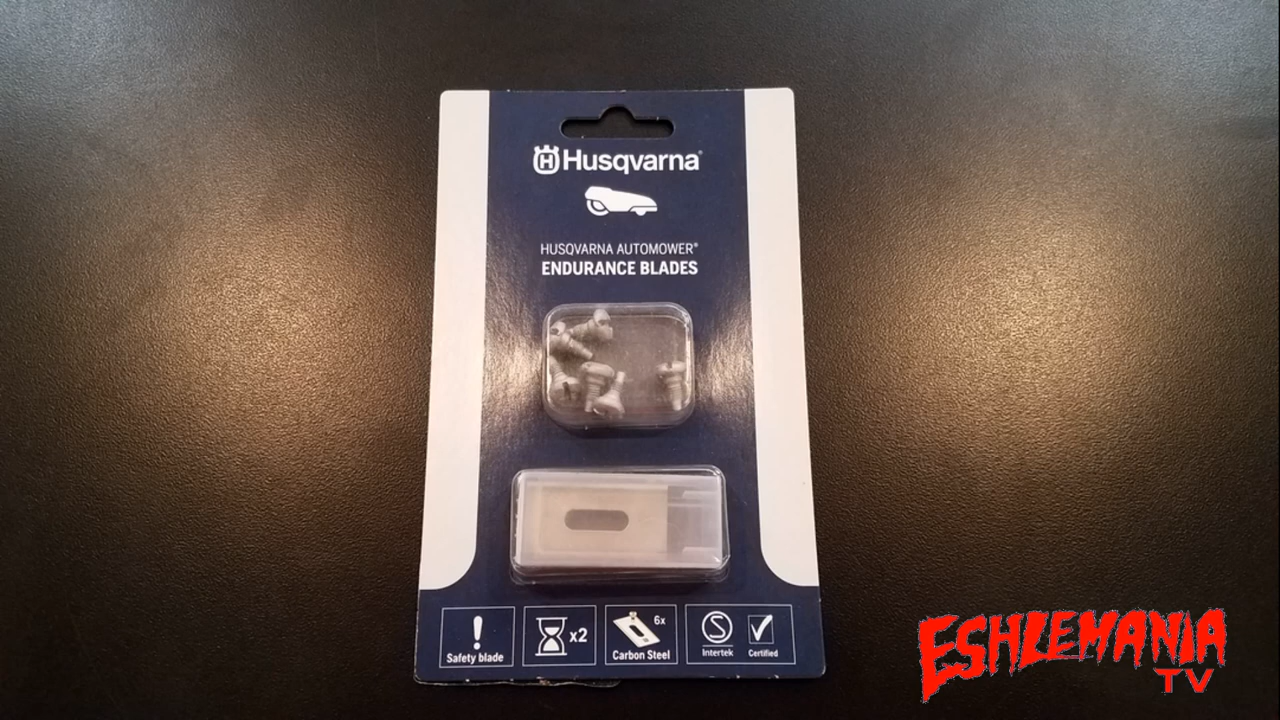 Husqvarna®
HUSQVARNA AUTOMOWER®
ENDURANCE BLADES
Safety blade
x2
6x
Carbon Steel
S
Intertek
Certified
ESHLEMANIA
TV